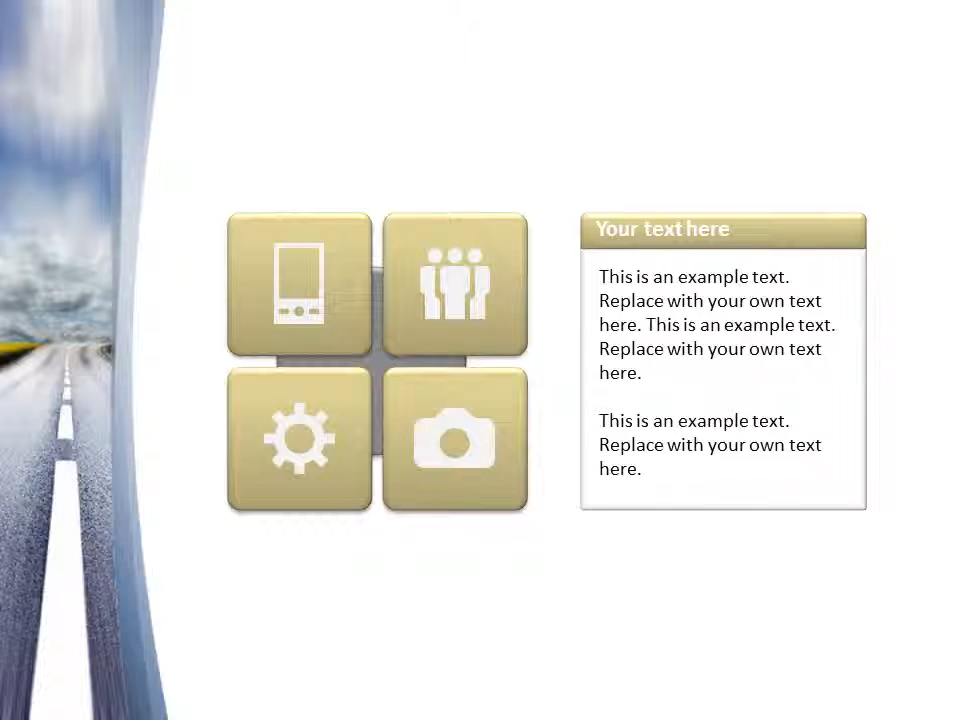 Your text here
This is an example text.
Replace with your own text
here. This is an example text.
Replace with your own text
here.
This is an example text.
Replace with your own text
here.